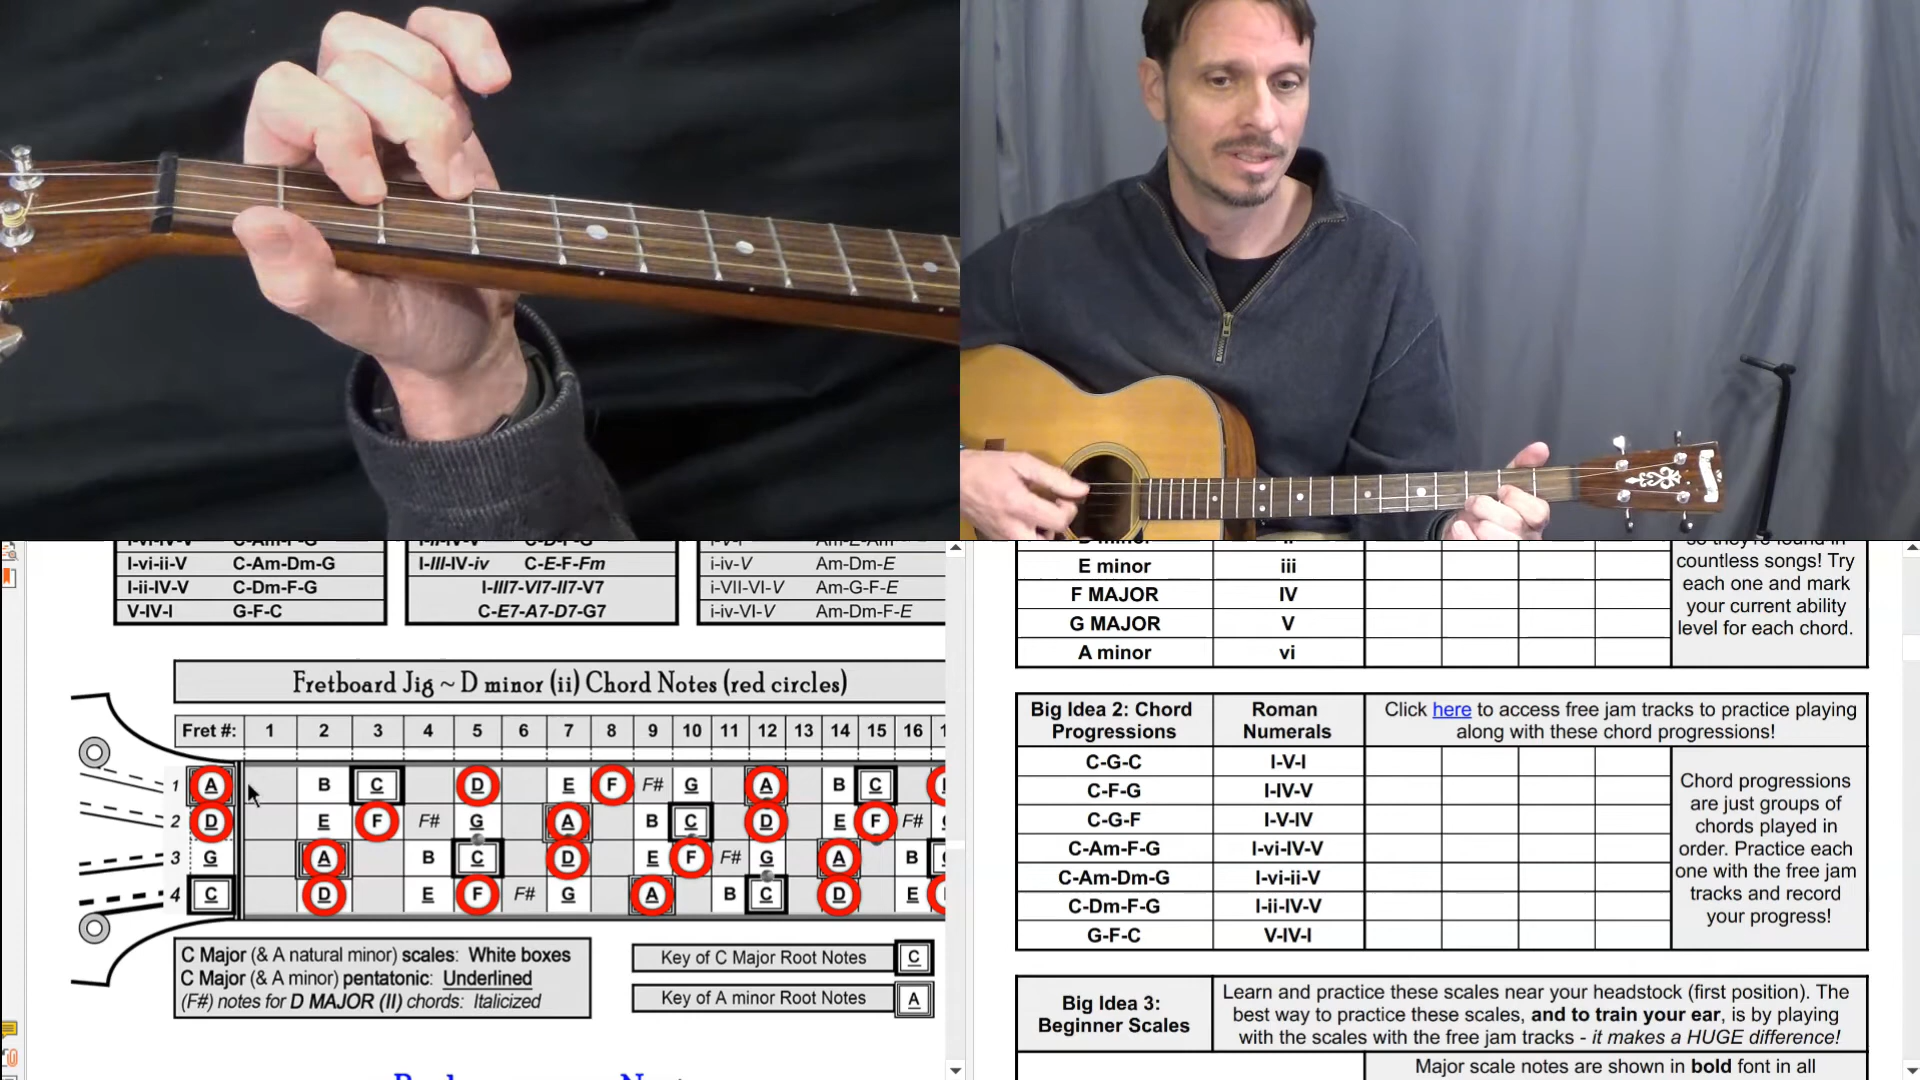 I-vi-ii-V C-Am-Dm-G
I-ii-IV-V C-Dm-F-G
V-IV-I G-F-C
I-III-IV-iv C-E-F-Fm
I-III7-VI7-II7-V7
C-E7-A7-D7-G7
i-iv-V Am-Dm-E
i-VII-VI-V Am-G-F-E
i-iv-VI-V Am-Dm-F-E
Fretboard Jig ~ D minor (ii) Chord Notes (red circles)
Fret #: 1 2 3 4 5 6 7 8 9 10 11 12 13 14 15 16 1
1 A B C D E F F# G A B C
2 D E F F# G A B C D E F F#
3 G A B C D E F F# G A B
4 C D E F F# G A B C D E
C Major (& A natural minor) scales: White boxes
C Major (& A minor) pentatonic: Underlined
(F#) notes for D MAJOR (II) chords: Italicized
Key of C Major Root Notes C
Key of A minor Root Notes A
D minor ii
E minor iii
F MAJOR IV
G MAJOR V
A minor vi
so they're found in
countless songs! Try
each one and mark
your current ability
level for each chord.
Big Idea 2: Chord
Progressions
Roman
Numerals
Click here to access free jam tracks to practice playing
along with these chord progressions!
C-G-C I-V-I
C-F-G I-IV-V
C-G-F I-V-IV
C-Am-F-G I-vi-IV-V
C-Am-Dm-G I-vi-ii-V
C-Dm-F-G I-ii-IV-V
G-F-C V-IV-I
Chord progressions
are just groups of
chords played in
order. Practice each
one with the free jam
tracks and record
your progress!
Big Idea 3:
Beginner Scales
Learn and practice these scales near your headstock (first position). The
best way to practice these scales, and to train your ear, is by playing
with the scales with the free jam tracks - it makes a HUGE difference!
Major scale notes are shown in bold font in all